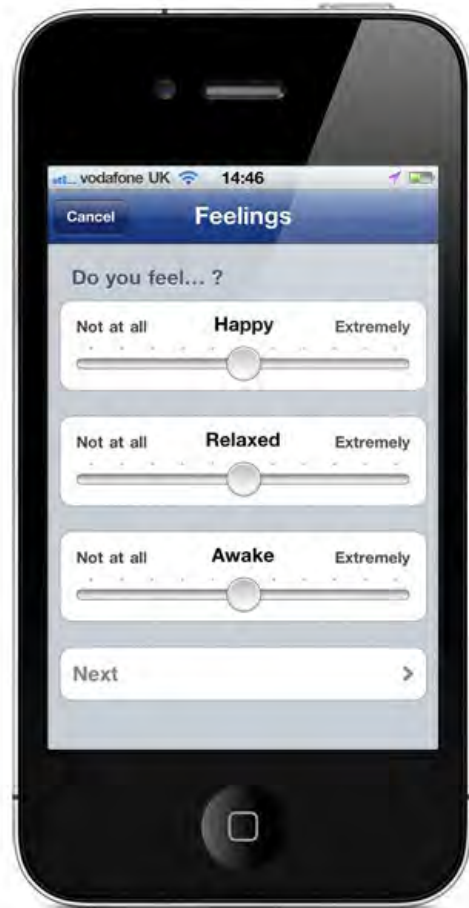 vodafone UK 14:46
Cancel Feelings
Do you feel... ?
Not at all Happy Extremely
Not at all Relaxed Extremely
Not at all Awake Extremely
Next